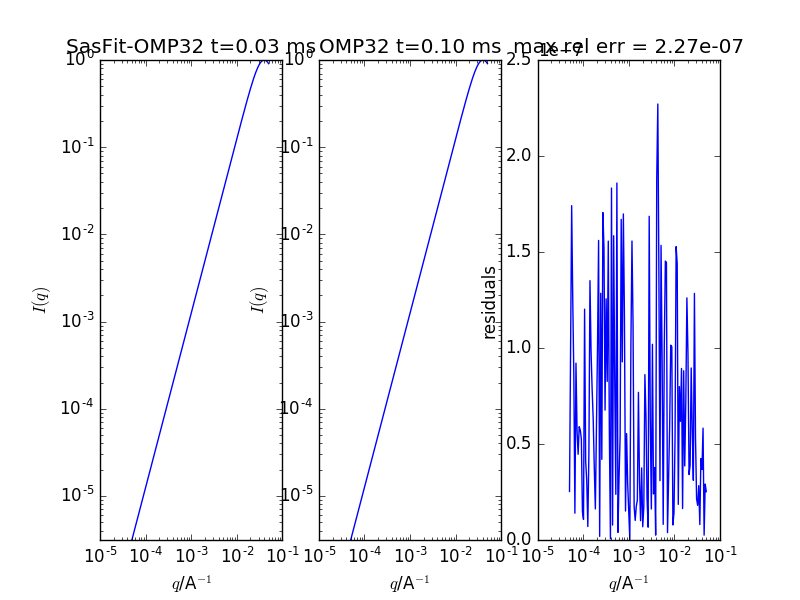 SasFit-OMP32 t=0.03 ms
OMP32 t=0.10 ms
max rel err = 2.27e-07
10^0
10^-1
10^-2
10^-3
10^-4
10^-5
I(q)
10^-5 10^-4 10^-3 10^-2 10^-1
q/A^-1
10^0
10^-1
10^-2
10^-3
10^-4
10^-5
I(q)
10^-5 10^-4 10^-3 10^-2 10^-1
q/A^-1
1e-7
2.5
2.0
1.5
1.0
0.5
0.0
residuals
10^-5 10^-4 10^-3 10^-2 10^-1
q/A^-1